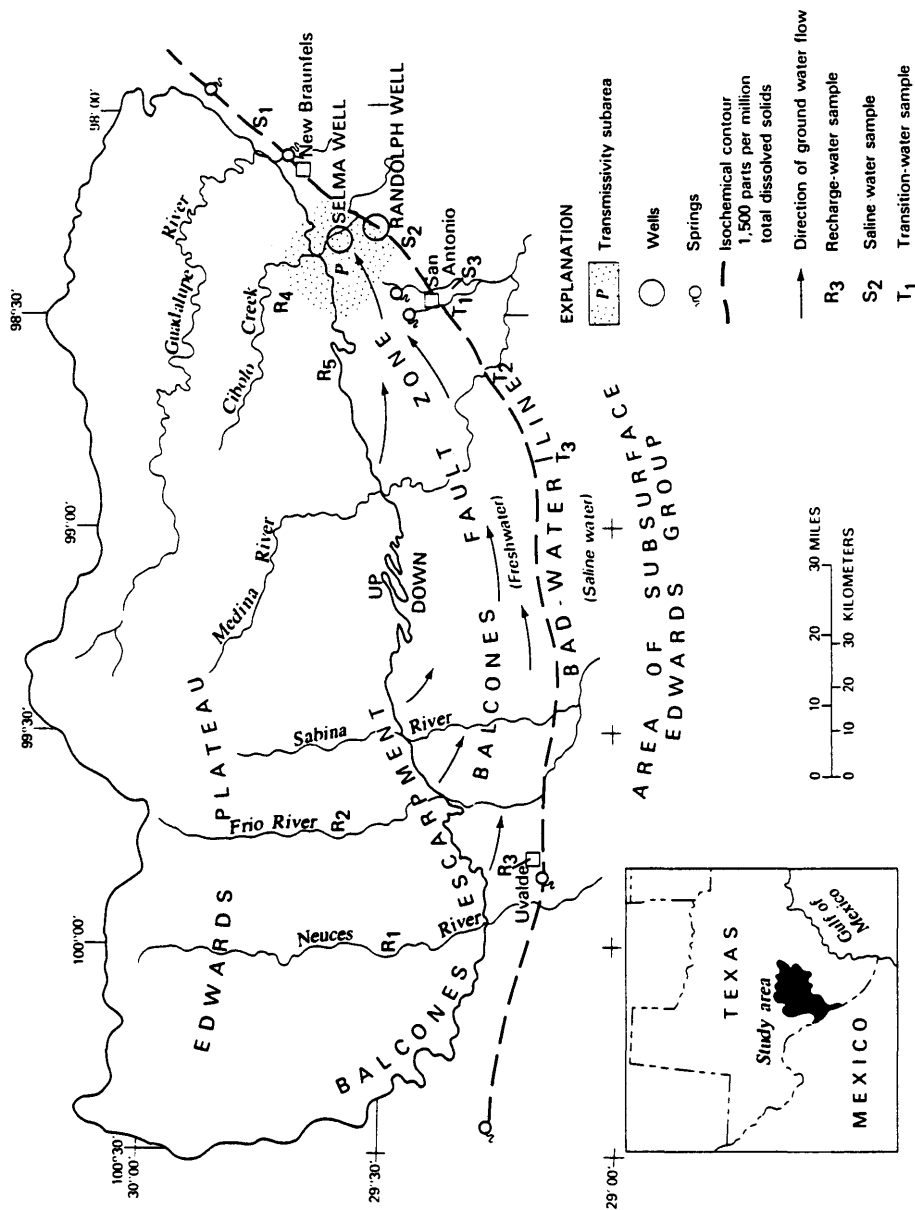 100°30'
30°00'
100°00'
99°30'
99°00'
98°30'
98°00'
29°30'
29°00'
EDWARDS PLATEAU
BALCONES ESCARPMENT
BALCONES FAULT ZONE
UP
DOWN
Neuces River
Frio River
Sabina River
Medina River
Cibolo Creek
Guadalupe River
R1
R2
R3
R4
R5
Uvalde
San Antonio
New Braunfels
SELMA WELL
RANDOLPH WELL
P
S1
S2
S3
T1
T2
T3
(Freshwater)
BAD-WATER LINE
(Saline water)
AREA OF SUBSURFACE
EDWARDS GROUP
EXPLANATION
P Transmissivity subarea
Wells
Springs
Isochemical contour
1,500 parts per million
total dissolved solids
Direction of ground water flow
R3 Recharge-water sample
S2 Saline water sample
T1 Transition-water sample
0 10 20 30 MILES
0 10 20 30 KILOMETERS
TEXAS
Study area
MEXICO
Gulf of
Mexico